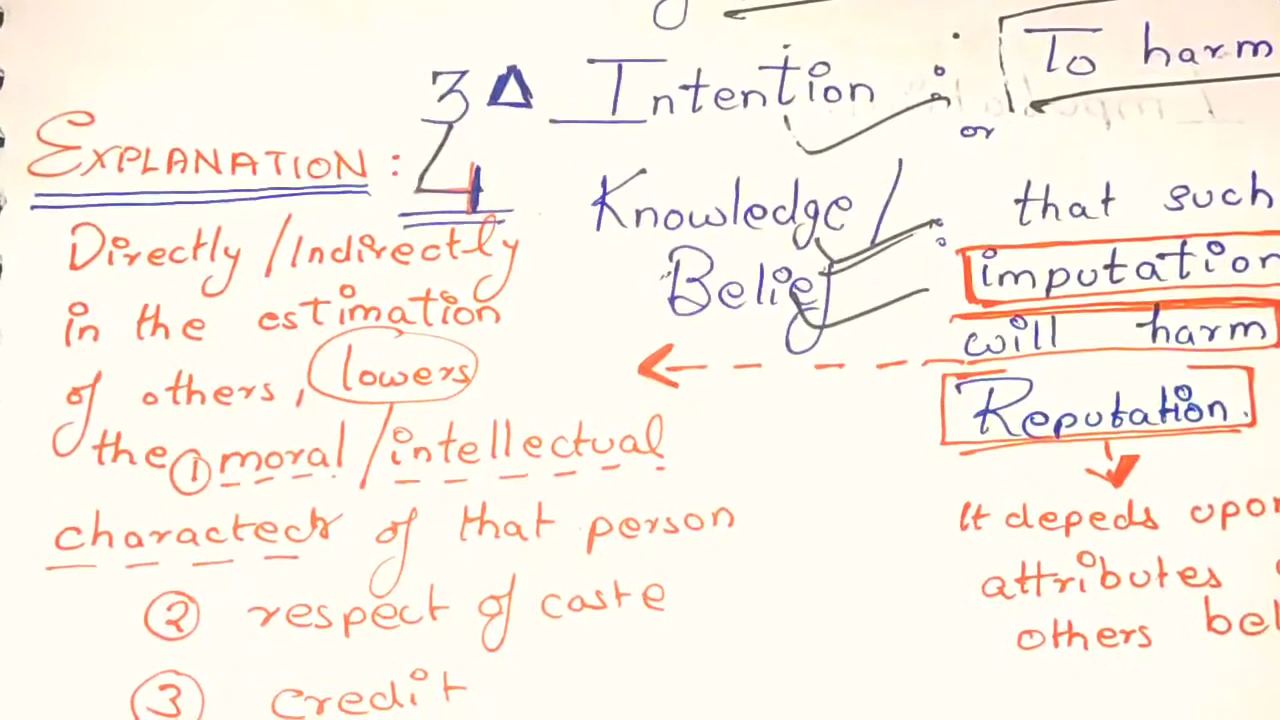 3 Δ Intention : To harm
or
EXPLANATION : 4
Knowledge / Belief : that such
imputation
will harm
Reputation.
Directly / Indirectly
in the estimation
of others, lowers
the ① moral / intellectual
character of that person
② respect of caste
③ credit
It depeds upon
attributes
others